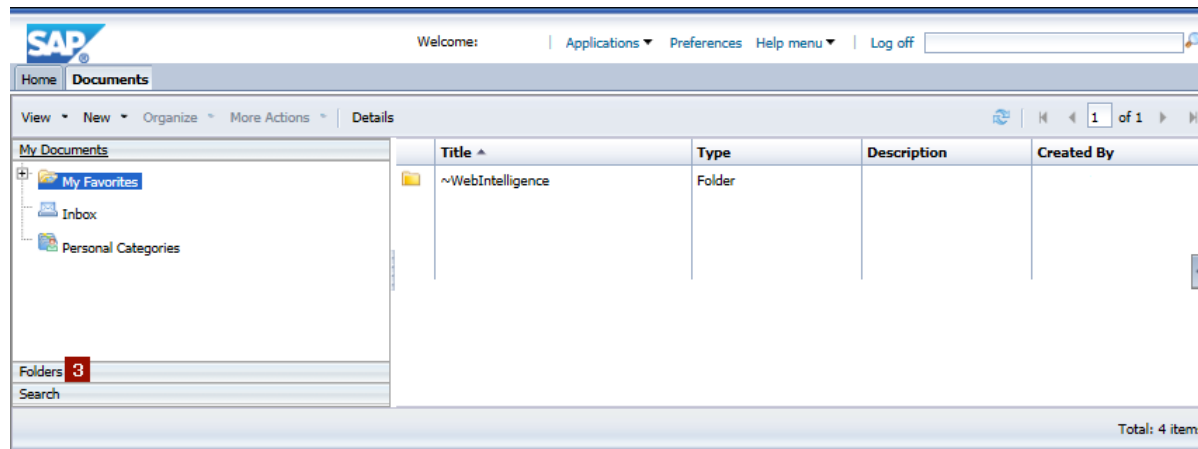 SAP ®
Welcome: | Applications Preferences Help menu | Log off
Home Documents
View New Organize More Actions | Details 1 of 1
My Documents
Title Type Description Created By
My Favorites
~WebIntelligence Folder
Inbox
Personal Categories
Folders 3
Search
Total: 4 item